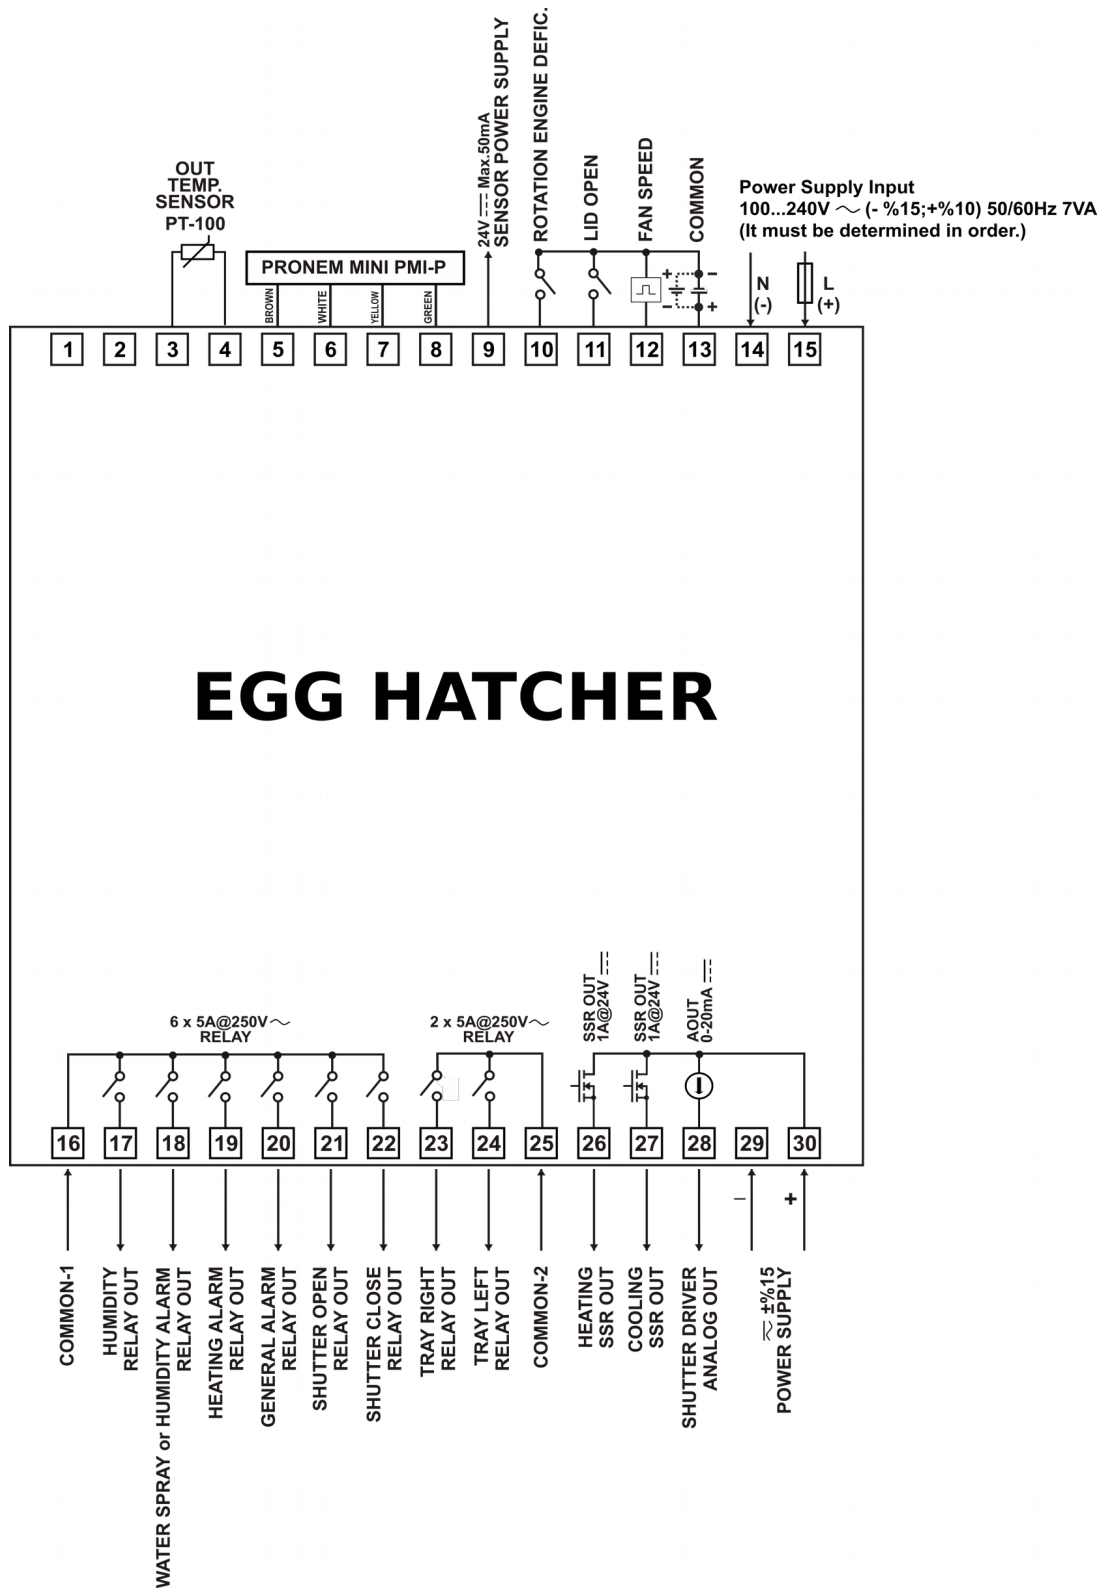 OUT
TEMP.
SENSOR
PT-100
PRONEM MINI PMI-P
BROWN
WHITE
YELLOW
GREEN
24V ⎓ Max.50mA
SENSOR POWER SUPPLY
ROTATION ENGINE DEFIC.
LID OPEN
FAN SPEED
COMMON
+ -
- +
Power Supply Input
100...240V ~ (- %15;+%10) 50/60Hz 7VA
(It must be determined in order.)
N
(-)
L
(+)
1 2 3 4 5 6 7 8 9 10 11 12 13 14 15
EGG HATCHER
6 x 5A@250V ~
RELAY
2 x 5A@250V ~
RELAY
SSR OUT
1A@24V ⎓
SSR OUT
1A@24V ⎓
AOUT
0-20mA ⎓
16 17 18 19 20 21 22 23 24 25 26 27 28 29 30
COMMON-1
HUMIDITY
RELAY OUT
WATER SPRAY or HUMIDITY ALARM
RELAY OUT
HEATING ALARM
RELAY OUT
GENERAL ALARM
RELAY OUT
SHUTTER OPEN
RELAY OUT
SHUTTER CLOSE
RELAY OUT
TRAY RIGHT
RELAY OUT
TRAY LEFT
RELAY OUT
COMMON-2
HEATING
SSR OUT
COOLING
SSR OUT
SHUTTER DRIVER
ANALOG OUT
-
+
±%15
POWER SUPPLY